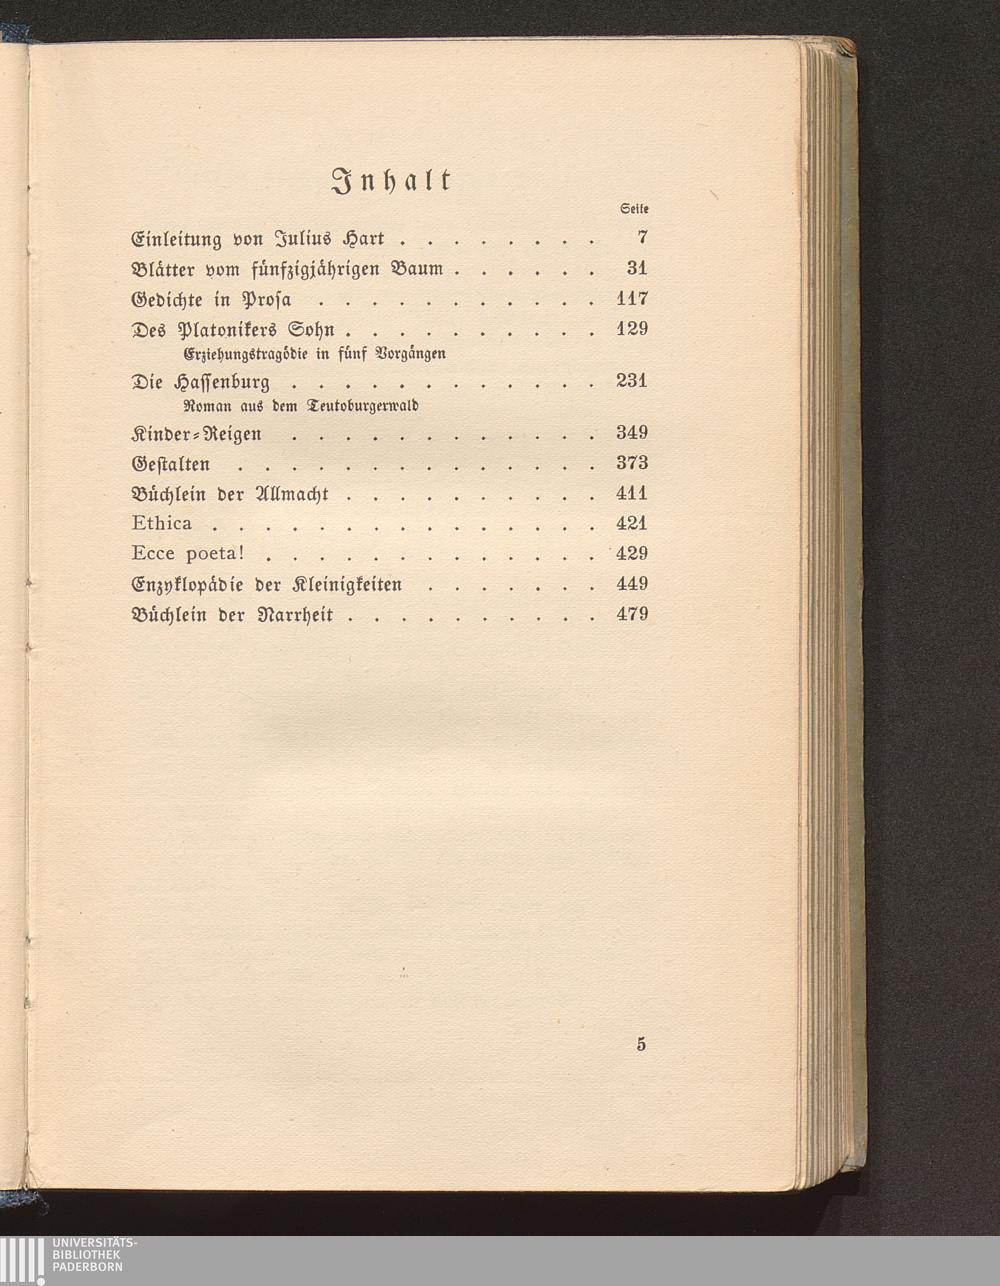 Inhalt
Seite
Einleitung von Julius Hart . . . . . . . . 7
Blätter vom fünfzigjährigen Baum . . . . . . 31
Gedichte in Prosa . . . . . . . . . . . 117
Des Platonikers Sohn . . . . . . . . . . 129
Erziehungstragödie in fünf Vorgängen
Die Hassenburg . . . . . . . . . . . . 231
Roman aus dem Teutoburgerwald
Kinder-Reigen . . . . . . . . . . . . 349
Gestalten . . . . . . . . . . . . . . 373
Büchlein der Allmacht . . . . . . . . . . 411
Ethica . . . . . . . . . . . . . . . 421
Ecce poeta! . . . . . . . . . . . . . 429
Enzyklopädie der Kleinigkeiten . . . . . . . 449
Büchlein der Narrheit . . . . . . . . . . 479
5
UNIVERSITÄTS-
BIBLIOTHEK
PADERBORN